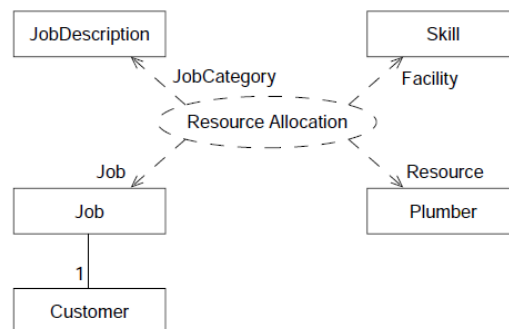 JobDescription
Skill
JobCategory
Facility
Resource Allocation
Job
Resource
Job
Plumber
1
Customer